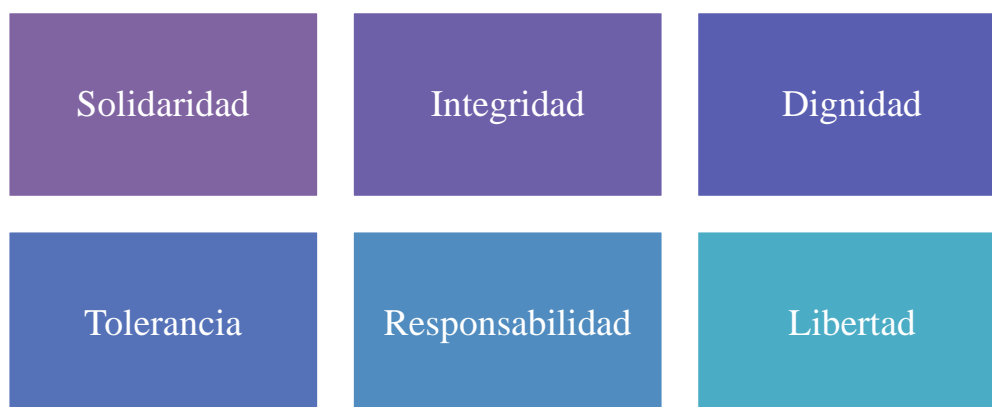 Solidaridad
Integridad
Dignidad
Tolerancia
Responsabilidad
Libertad